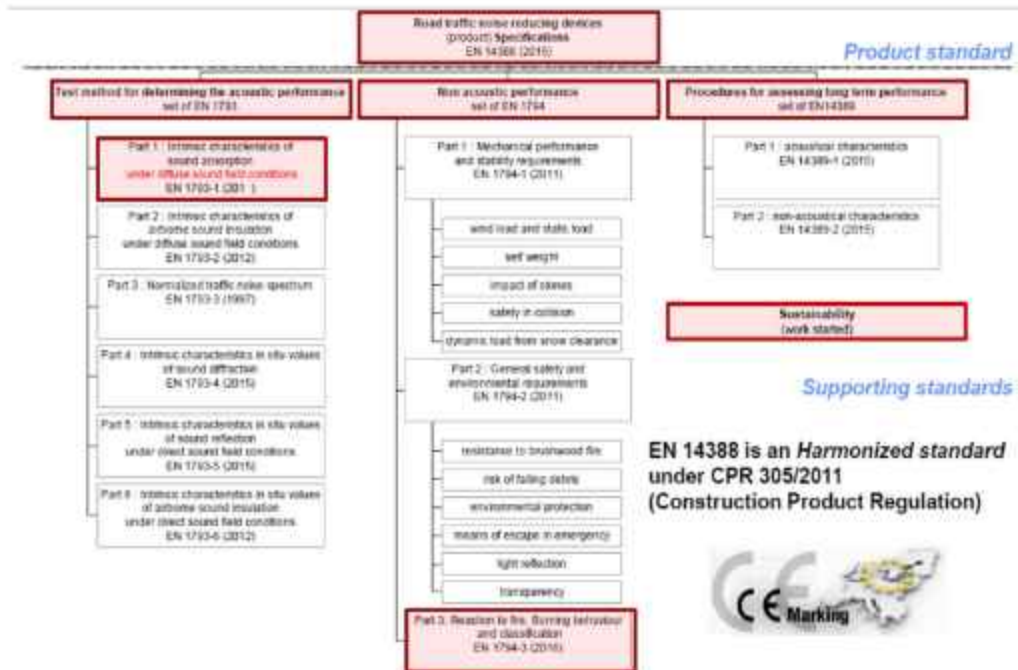 Road traffic noise reducing devices
(product) Specifications
EN 14388 (2015)
Product standard
Test method for determining the acoustic performance
set of EN 1793
Part 1 : Intrinsic characteristics of
sound absorption
under diffuse sound field conditions
EN 1793-1 (201 )
Part 2 : Intrinsic characteristics of
airborne sound insulation
under diffuse sound field conditions
EN 1793-2 (2012)
Part 3 : Normalized traffic noise spectrum
EN 1793-3 (1997)
Part 4 : Intrinsic characteristics in situ values
of sound diffraction
EN 1793-4 (2015)
Part 5 : Intrinsic characteristics in situ values
of sound reflection
under direct sound field conditions
EN 1793-5 (2015)
Part 6 : Intrinsic characteristics in situ values
of airborne sound insulation
under direct sound field conditions
EN 1793-6 (2012)
Non acoustic performance
set of EN 1794
Part 1 : Mechanical performance
and stability requirements
EN 1794-1 (2011)
wind load and static load
self weight
impact of stones
safety in collision
dynamic load from snow clearance
Part 2 : General safety and
environmental requirements
EN 1794-2 (2011)
resistance to brushwood fire
risk of falling debris
environmental protection
means of escape in emergency
light reflection
transparency
Part 3. Reaction to fire. Burning behaviour
and classification
EN 1794-3 (2016)
Procedures for assessing long term performance
set of EN14389
Part 1 : acoustical characteristics
EN 14389-1 (2015)
Part 2 : non-acoustical characteristics
EN 14389-2 (2015)
Sustainability
(work started)
Supporting standards
EN 14388 is an Harmonized standard
under CPR 305/2011
(Construction Product Regulation)
CE CE Marking